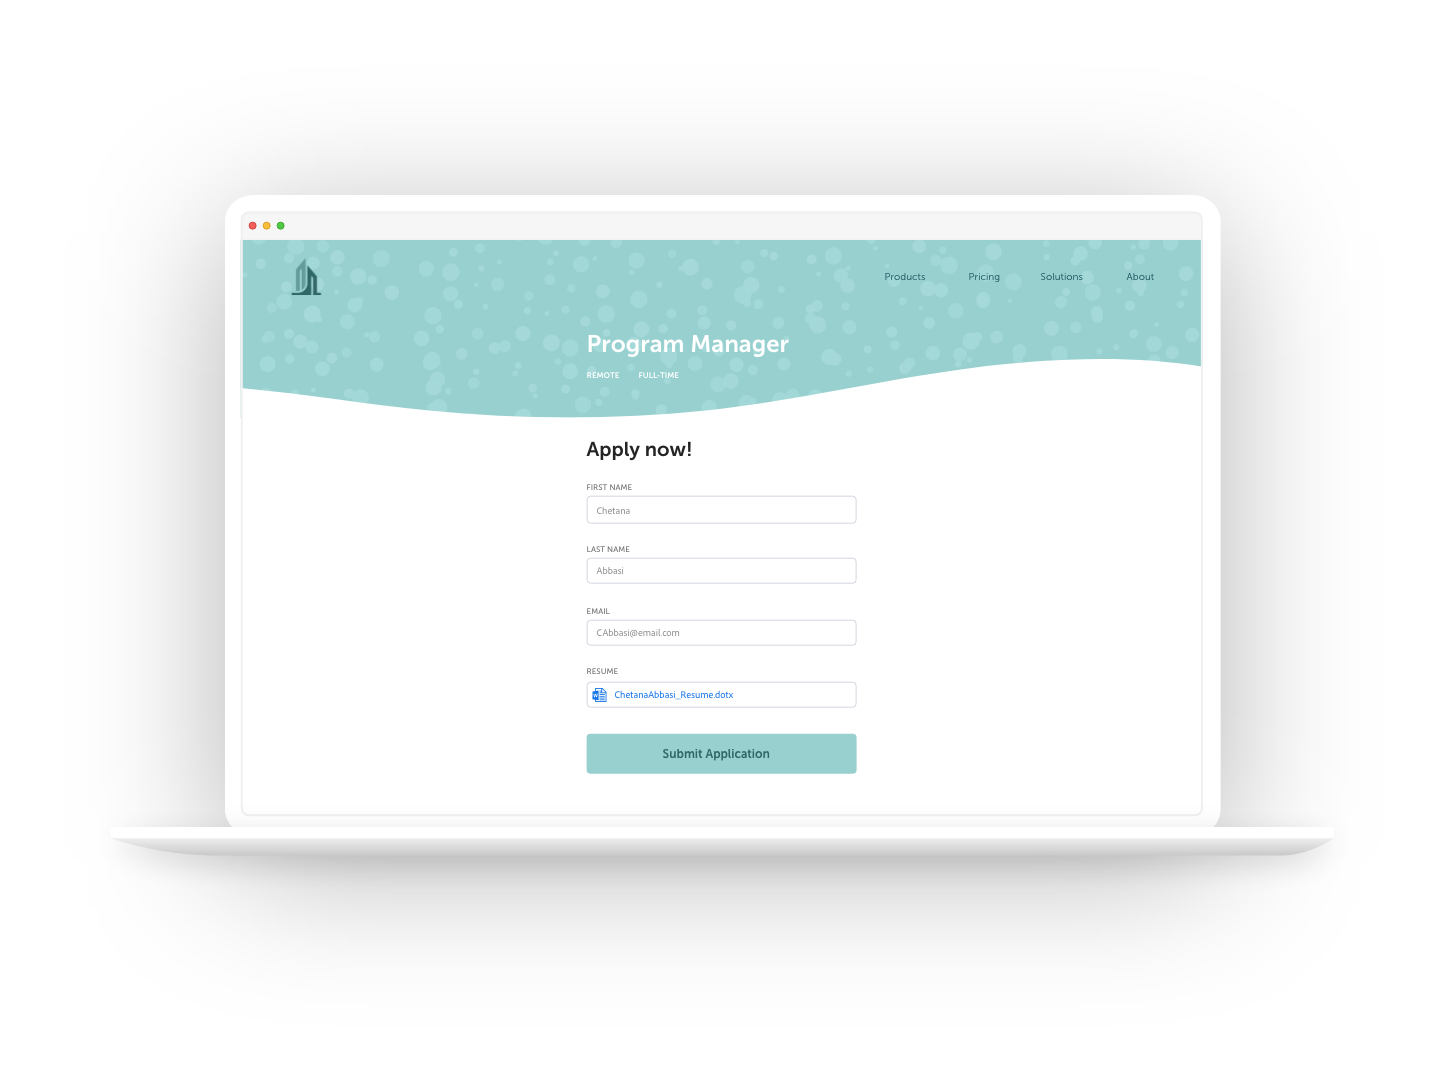 Products Pricing Solutions About
Program Manager
REMOTE FULL-TIME
Apply now!
FIRST NAME
Chetana
LAST NAME
Abbasi
EMAIL
CAbbasi@email.com
RESUME
W ChetanaAbbasi_Resume.dotx
Submit Application